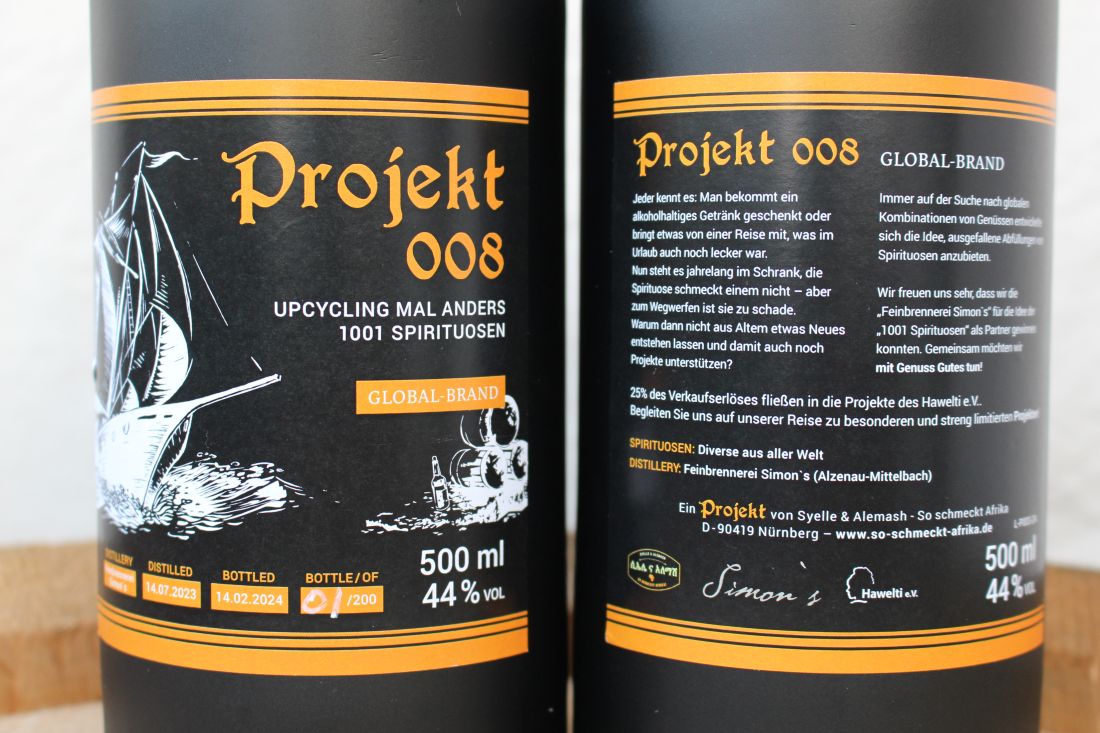 Projekt
008
UPCYCLING MAL ANDERS
1001 SPIRITUOSEN
GLOBAL-BRAND
DISTILLERY
DISTILLED
14.07.2023
BOTTLED
14.02.2024
BOTTLE/OF
01/200
500 ml
44% VOL
Projekt 008 GLOBAL-BRAND
Jeder kennt es: Man bekommt ein
alkoholhaltiges Getränk geschenkt oder
bringt etwas von einer Reise mit, was im
Urlaub auch noch lecker war.
Nun steht es jahrelang im Schrank, die
Spirituose schmeckt einem nicht – aber
zum Wegwerfen ist sie zu schade.
Warum dann nicht aus Altem etwas Neues
entstehen lassen und damit auch noch
Projekte unterstützen?
Immer auf der Suche nach globalen
Kombinationen von Genüssen entwickelte
sich die Idee, ausgefallene Abfüllungen von
Spirituosen anzubieten.
Wir freuen uns sehr, dass wir die
„Feinbrennerei Simon`s“ für die Idee der
„1001 Spirituosen“ als Partner gewinnen
konnten. Gemeinsam möchten wir
mit Genuss Gutes tun!
25% des Verkaufserlöses fließen in die Projekte des Hawelti e.V..
Begleiten Sie uns auf unserer Reise zu besonderen und streng limitierten Projekten!
SPIRITUOSEN: Diverse aus aller Welt
DISTILLERY: Feinbrennerei Simon`s (Alzenau-Mittelbach)
Ein Projekt von Syelle & Alemash - So schmeckt Afrika
D-90419 Nürnberg – www.so-schmeckt-afrika.de
Simon`s
Hawelti e.V.
500 ml
44% VOL